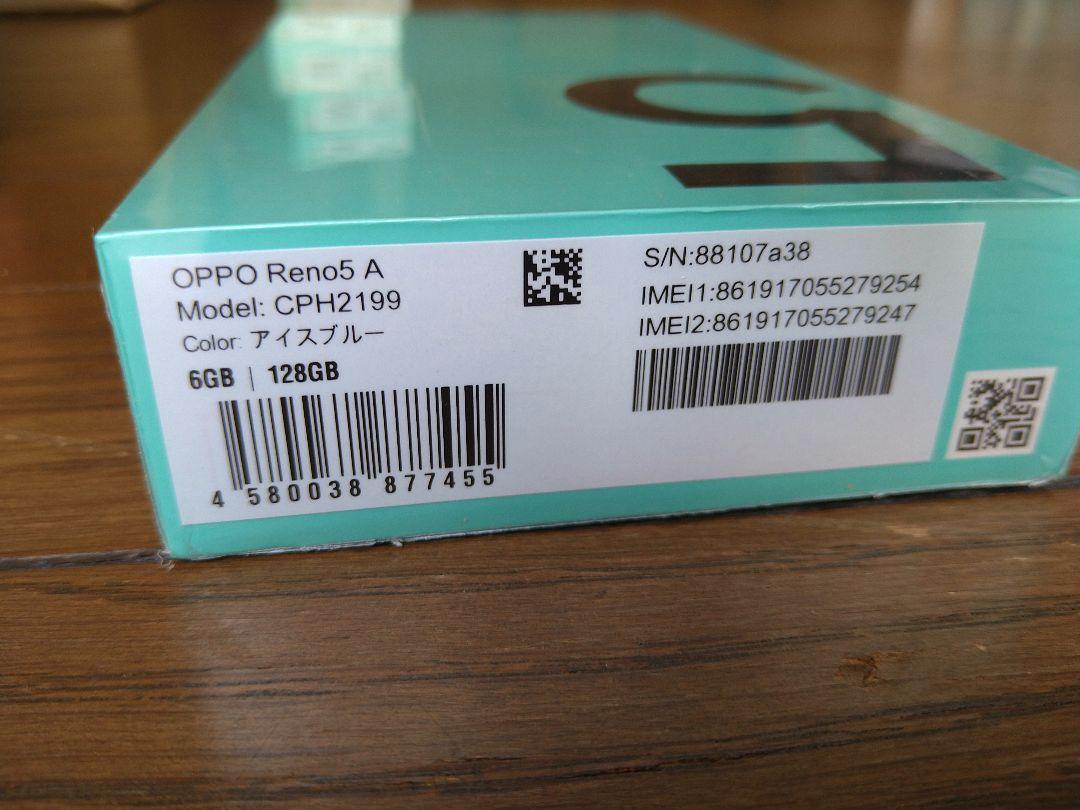 OPPO Reno5 A
Model: CPH2199
Color: アイスブルー
6GB | 128GB
4 580038 877455
S/N:88107a38
IMEI1:861917055279254
IMEI2:861917055279247